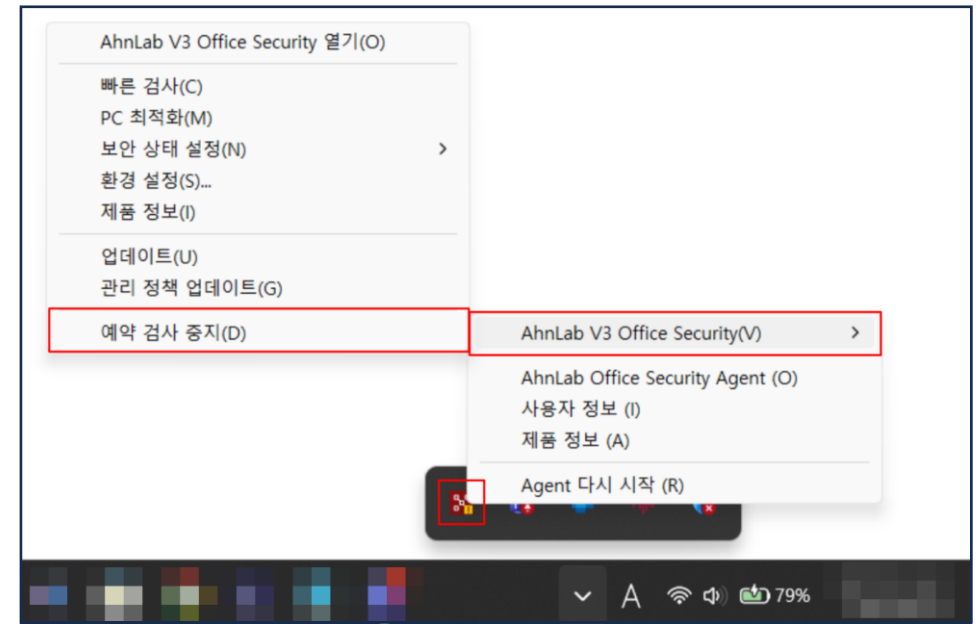 AhnLab V3 Office Security 열기(O)
빠른 검사(C)
PC 최적화(M)
보안 상태 설정(N)
환경 설정(S)...
제품 정보(I)
업데이트(U)
관리 정책 업데이트(G)
예약 검사 중지(D)
AhnLab V3 Office Security(V)
AhnLab Office Security Agent (O)
사용자 정보 (I)
제품 정보 (A)
Agent 다시 시작 (R)
A
79%